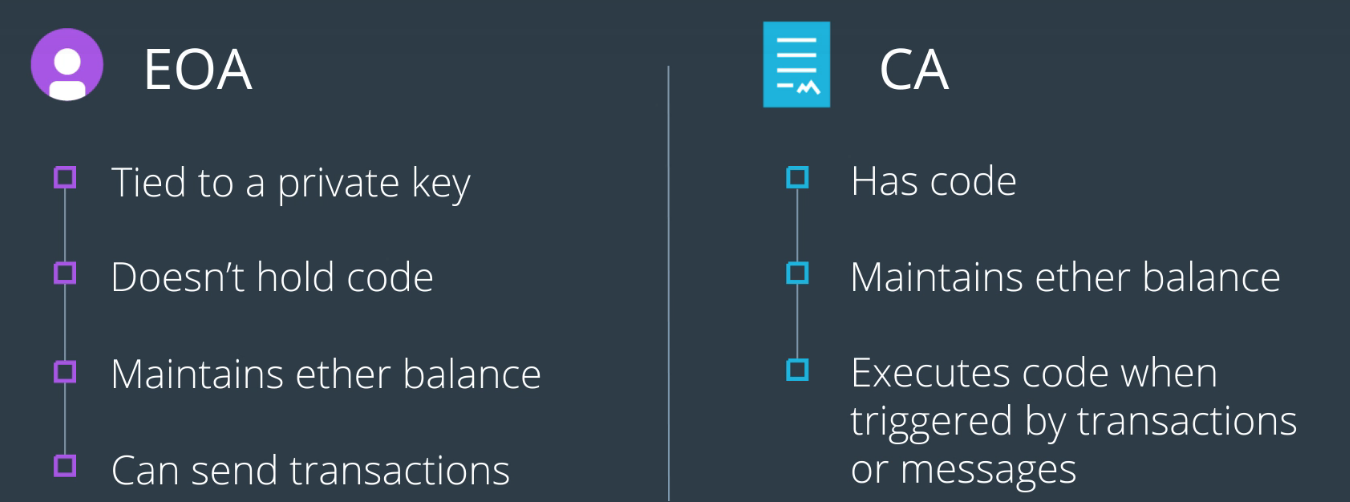 EOA
Tied to a private key
Doesn’t hold code
Maintains ether balance
Can send transactions
CA
Has code
Maintains ether balance
Executes code when
triggered by transactions
or messages